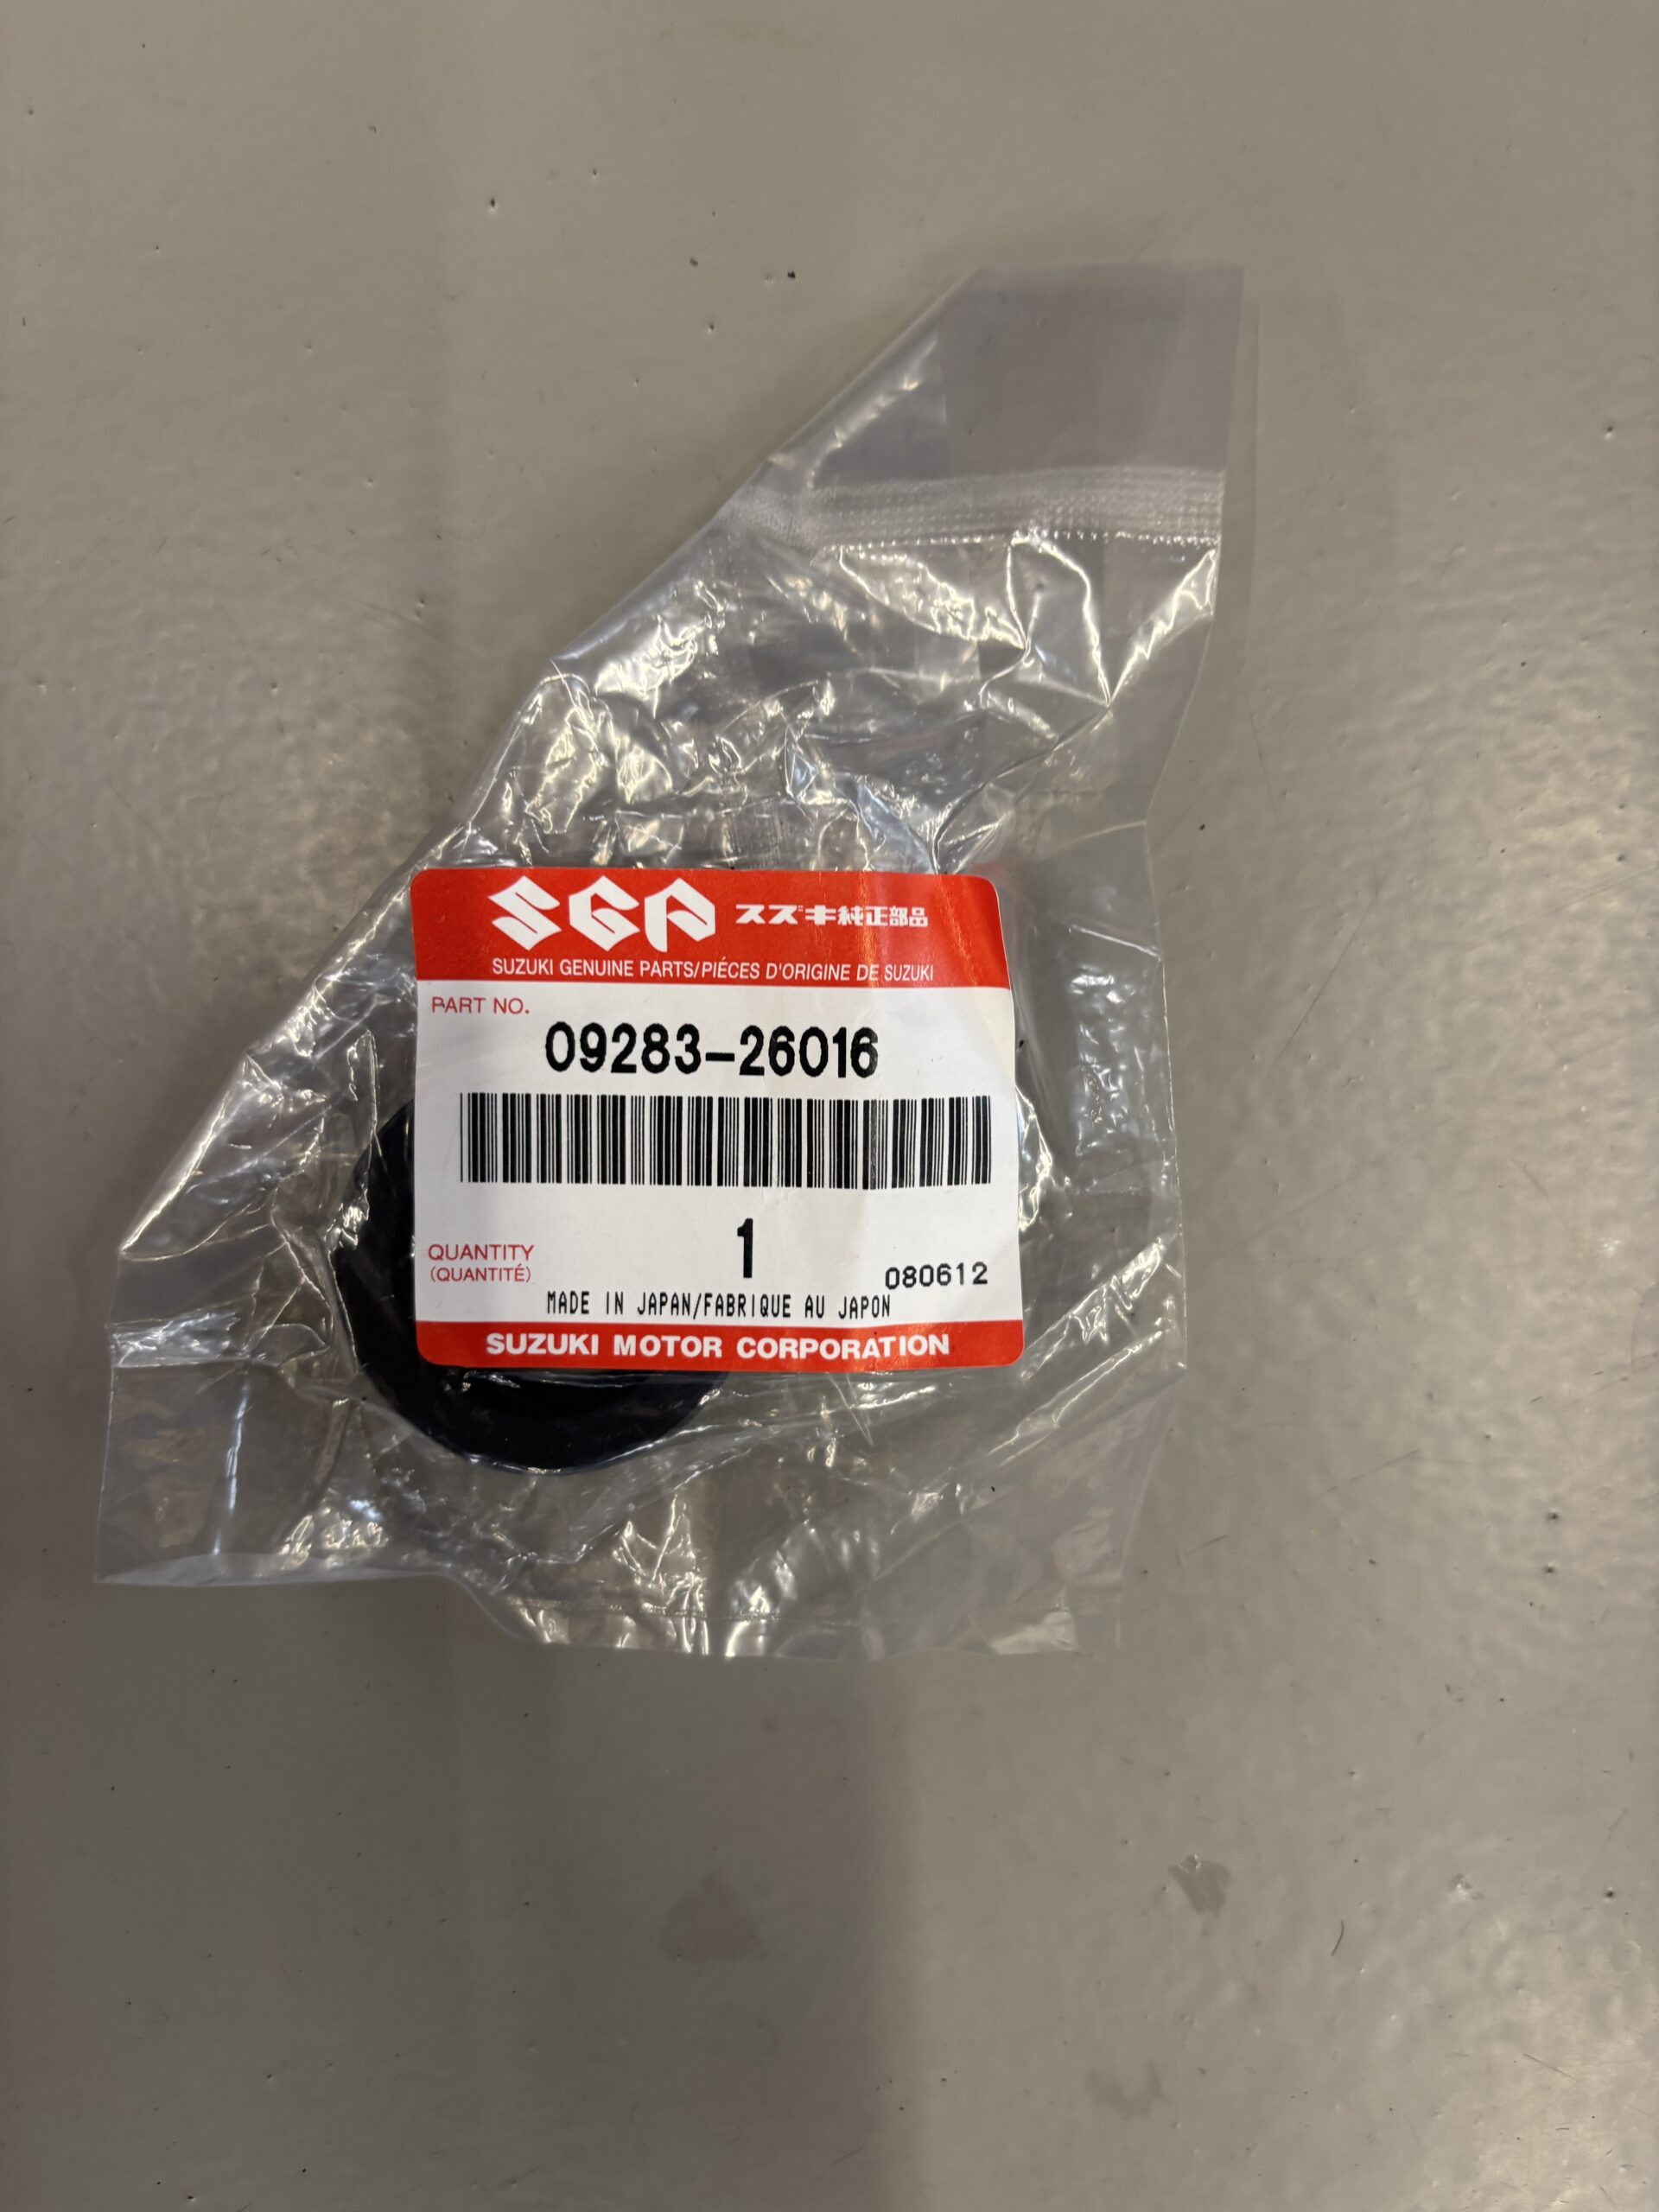 SGP スズキ純正部品
SUZUKI GENUINE PARTS/PIÉCES D'ORIGINE DE SUZUKI
PART NO.
09283-26016
1
QUANTITY
(QUANTITÉ)
080612
MADE IN JAPAN/FABRIQUE AU JAPON
SUZUKI MOTOR CORPORATION